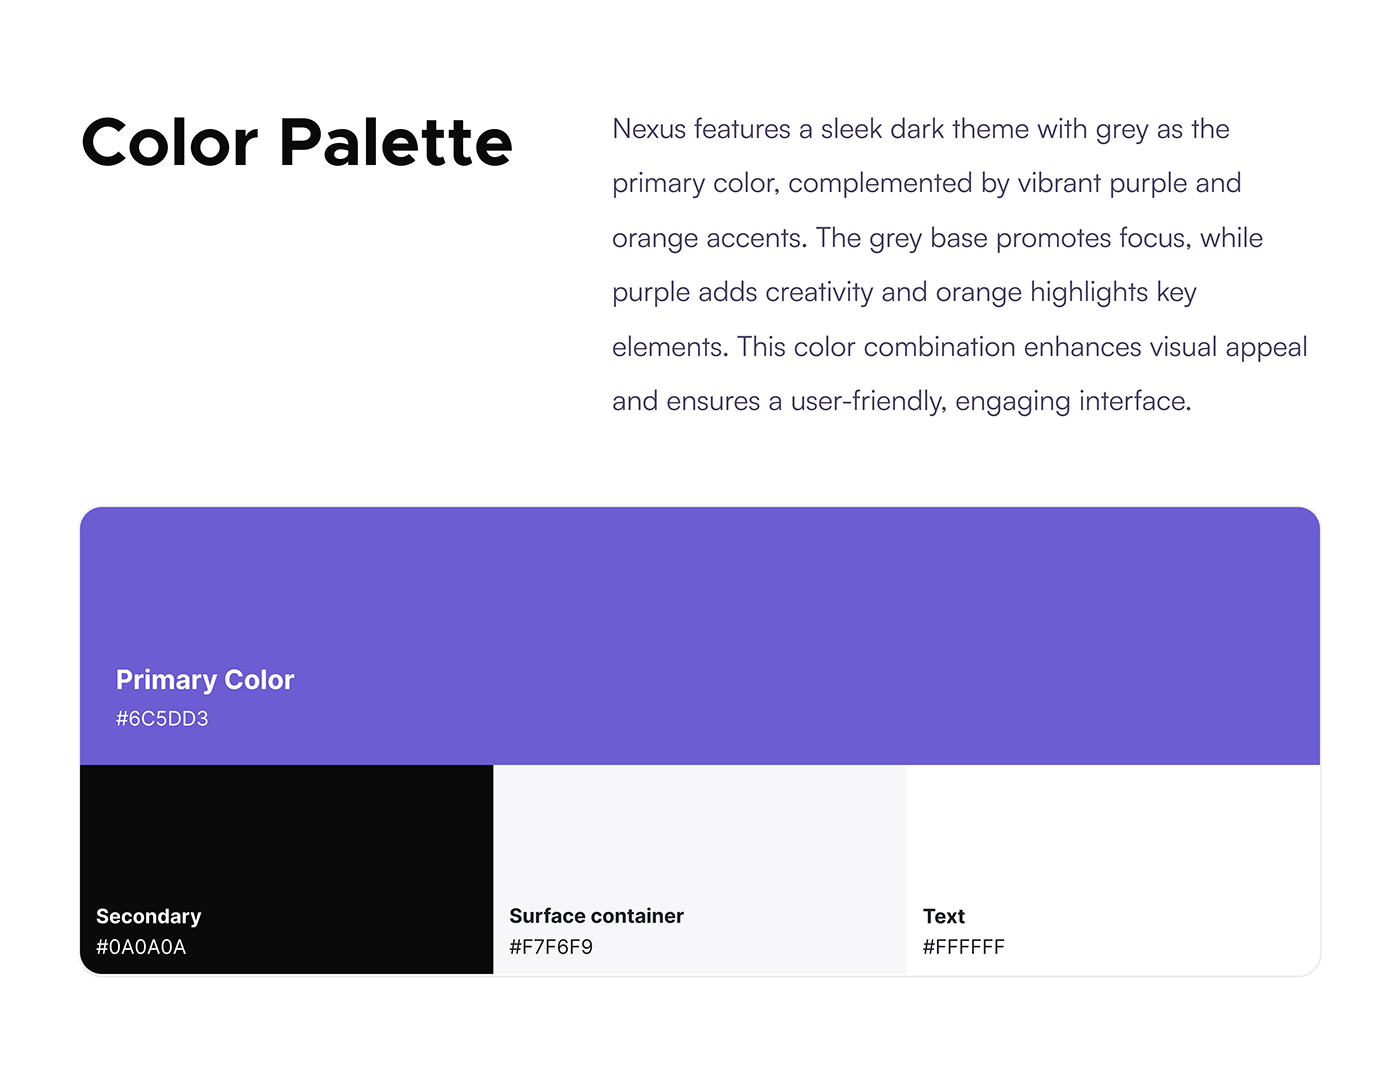 Color Palette
Nexus features a sleek dark theme with grey as the
primary color, complemented by vibrant purple and
orange accents. The grey base promotes focus, while
purple adds creativity and orange highlights key
elements. This color combination enhances visual appeal
and ensures a user-friendly, engaging interface.
Primary Color
#6C5DD3
Secondary
#0A0A0A
Surface container
#F7F6F9
Text
#FFFFFF